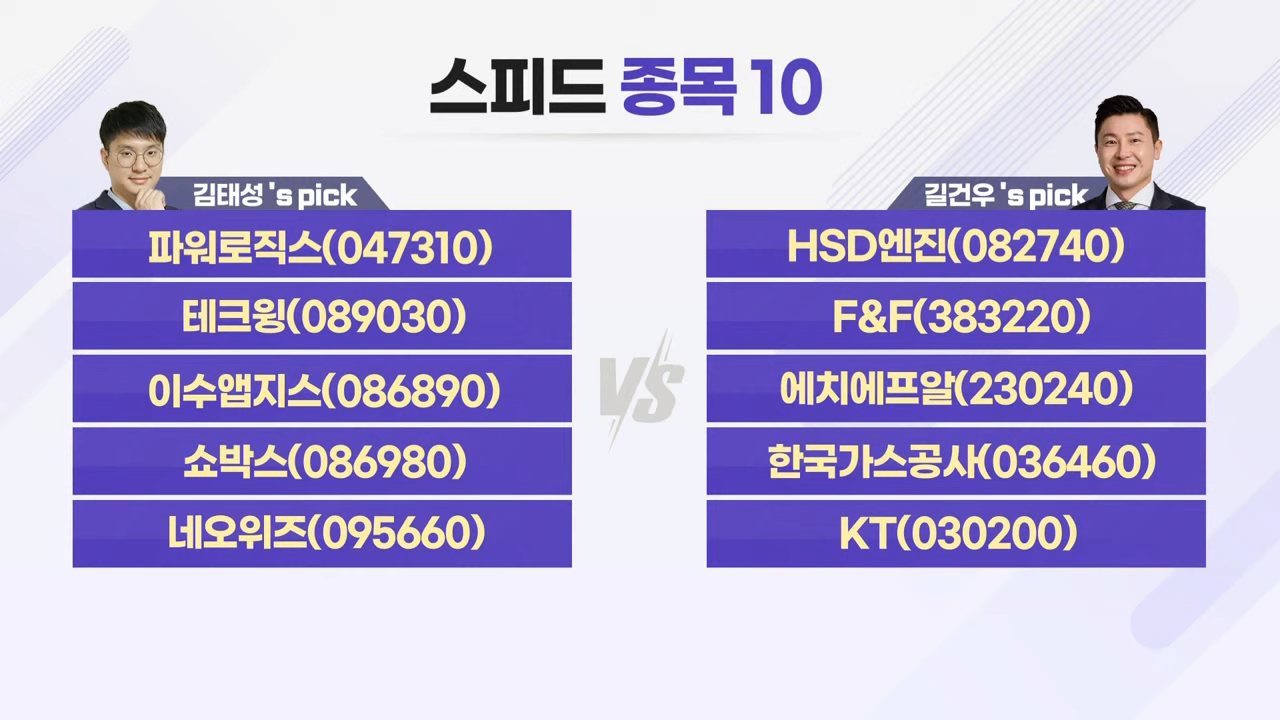 스피드 종목 10
김태성 's pick
파워로직스(047310)
테크윙(089030)
이수앱지스(086890)
쇼박스(086980)
네오위즈(095660)
VS
길건우 's pick
HSD엔진(082740)
F&F(383220)
에치에프알(230240)
한국가스공사(036460)
KT(030200)